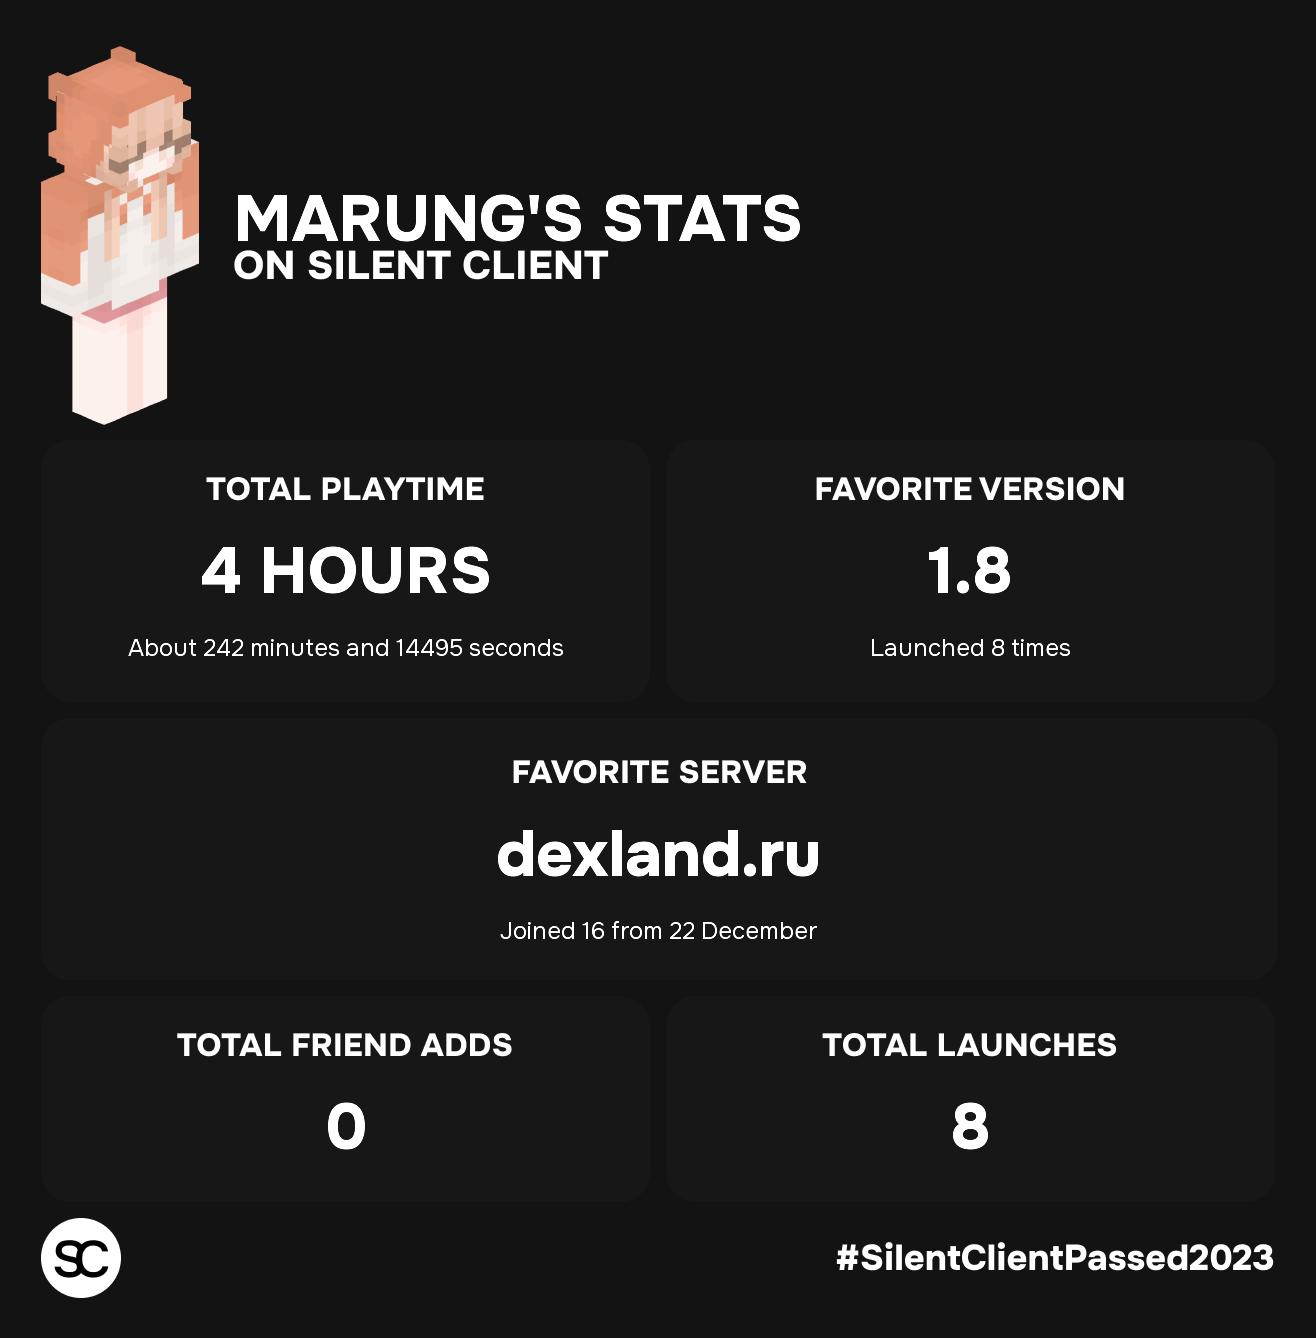 MARUNG'S STATS
ON SILENT CLIENT
TOTAL PLAYTIME
4 HOURS
About 242 minutes and 14495 seconds
FAVORITE VERSION
1.8
Launched 8 times
FAVORITE SERVER
dexland.ru
Joined 16 from 22 December
TOTAL FRIEND ADDS
0
TOTAL LAUNCHES
8
SC
#SilentClientPassed2023